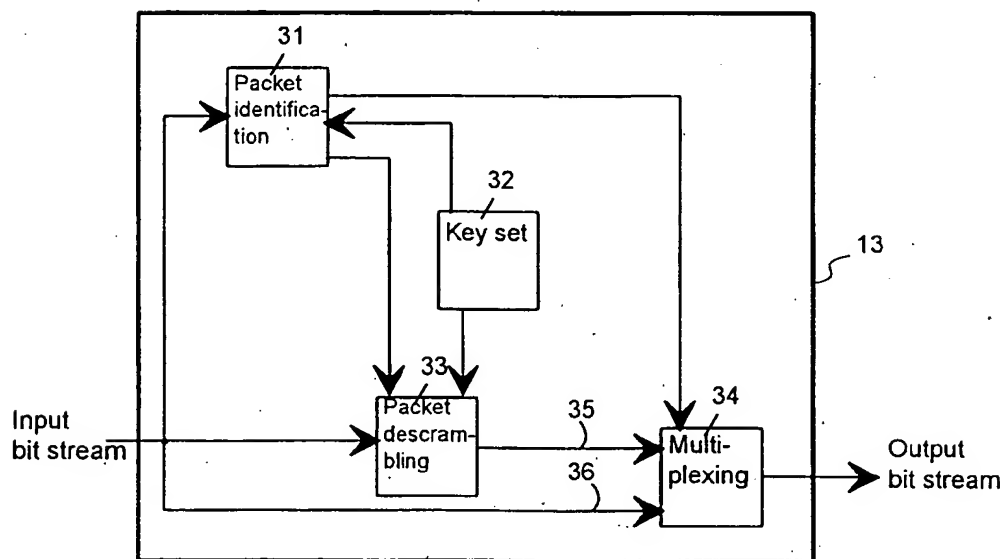 31
Packet
identifica-
tion
32
Key set
13
33
Packet
descram-
bling
Input
bit stream
35
36
34
Multi-
plexing
Output
bit stream